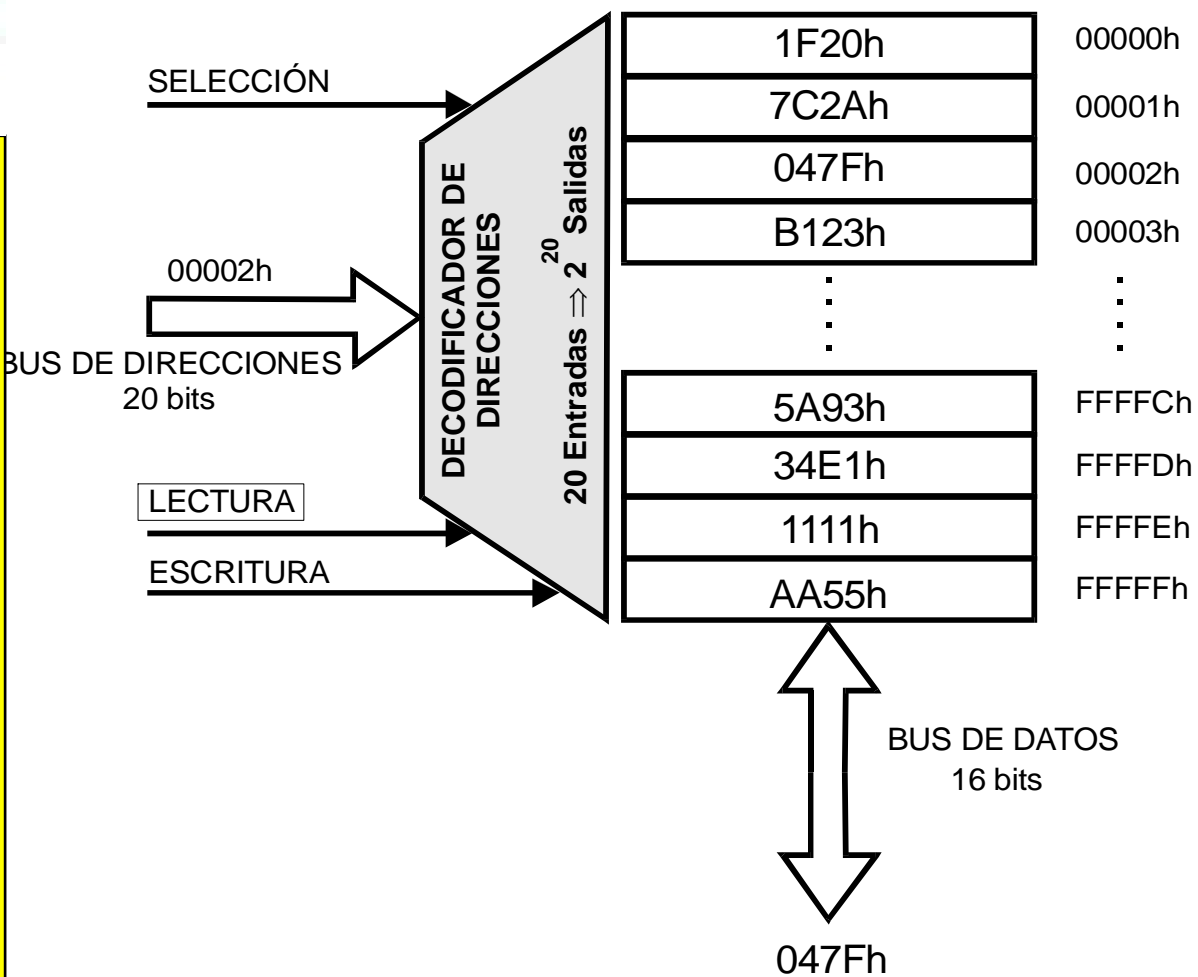 SELECCIÓN
00002h
BUS DE DIRECCIONES
20 bits
LECTURA
ESCRITURA
DECODIFICADOR DE
DIRECCIONES
20 Entradas ⇒ 2^20 Salidas
1F20h 00000h
7C2Ah 00001h
047Fh 00002h
B123h 00003h
5A93h FFFFCh
34E1h FFFFDh
1111h FFFFEh
AA55h FFFFFh
BUS DE DATOS
16 bits
047Fh